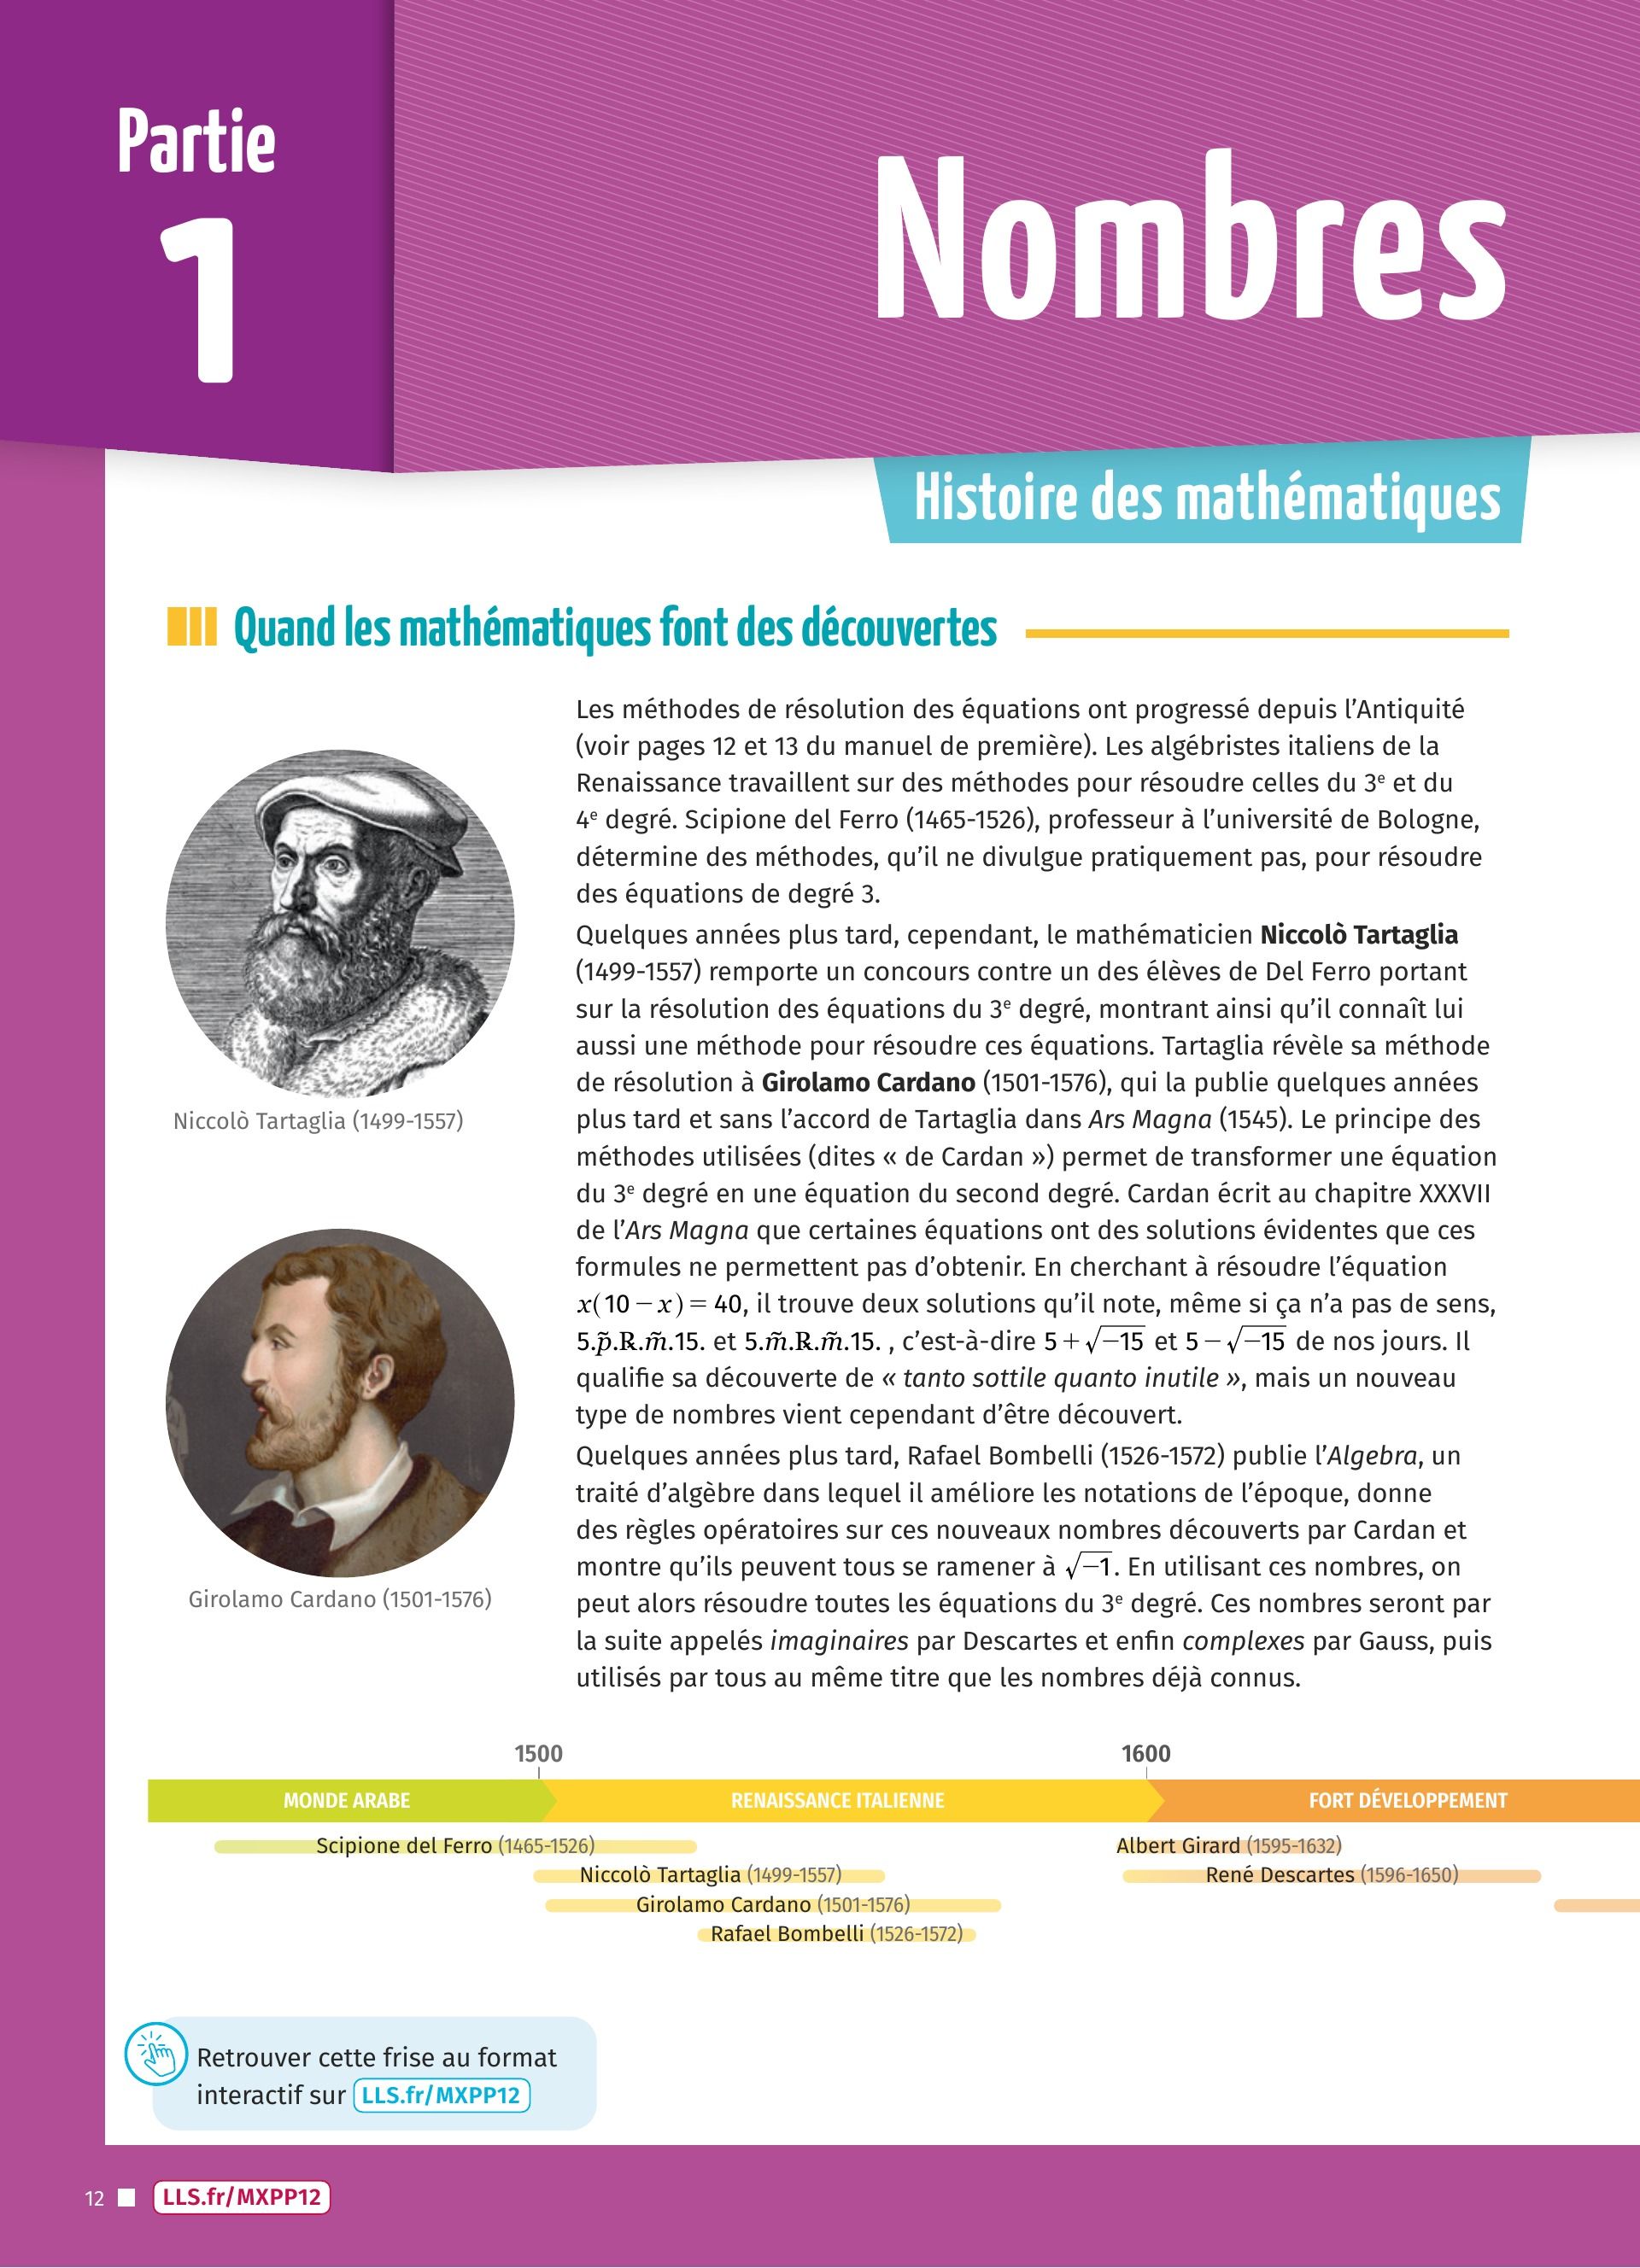 Partie
1
Nombres
Histoire des mathématiques
Quand les mathématiques font des découvertes
Les méthodes de résolution des équations ont progressé depuis l’Antiquité
(voir pages 12 et 13 du manuel de première). Les algébristes italiens de la
Renaissance travaillent sur des méthodes pour résoudre celles du 3ᵉ et du
4ᵉ degré. Scipione del Ferro (1465-1526), professeur à l’université de Bologne,
détermine des méthodes, qu’il ne divulgue pratiquement pas, pour résoudre
des équations de degré 3.
Quelques années plus tard, cependant, le mathématicien Niccolò Tartaglia
(1499-1557) remporte un concours contre un des élèves de Del Ferro portant
sur la résolution des équations du 3ᵉ degré, montrant ainsi qu’il connaît lui
aussi une méthode pour résoudre ces équations. Tartaglia révèle sa méthode
de résolution à Girolamo Cardano (1501-1576), qui la publie quelques années
plus tard et sans l’accord de Tartaglia dans Ars Magna (1545). Le principe des
méthodes utilisées (dites « de Cardan ») permet de transformer une équation
du 3ᵉ degré en une équation du second degré. Cardan écrit au chapitre XXXVII
de l’Ars Magna que certaines équations ont des solutions évidentes que ces
formules ne permettent pas d’obtenir. En cherchant à résoudre l’équation
x(10 − x) = 40, il trouve deux solutions qu’il note, même si ça n’a pas de sens,
5.p̃.℞.m̃.15. et 5.m̃.℞.m̃.15. , c’est-à-dire 5 + √−15 et 5 − √−15 de nos jours. Il
qualifie sa découverte de « tanto sottile quanto inutile », mais un nouveau
type de nombres vient cependant d’être découvert.
Quelques années plus tard, Rafael Bombelli (1526-1572) publie l’Algebra, un
traité d’algèbre dans lequel il améliore les notations de l’époque, donne
des règles opératoires sur ces nouveaux nombres découverts par Cardan et
montre qu’ils peuvent tous se ramener à √−1. En utilisant ces nombres, on
peut alors résoudre toutes les équations du 3ᵉ degré. Ces nombres seront par
la suite appelés imaginaires par Descartes et enfin complexes par Gauss, puis
utilisés par tous au même titre que les nombres déjà connus.
Niccolò Tartaglia (1499-1557)
Girolamo Cardano (1501-1576)
1500
1600
MONDE ARABE
RENAISSANCE ITALIENNE
FORT DÉVELOPPEMENT
Scipione del Ferro (1465-1526)
Albert Girard (1595-1632)
Niccolò Tartaglia (1499-1557)
René Descartes (1596-1650)
Girolamo Cardano (1501-1576)
Rafael Bombelli (1526-1572)
Retrouver cette frise au format
interactif sur LLS.fr/MXPP12
12
LLS.fr/MXPP12